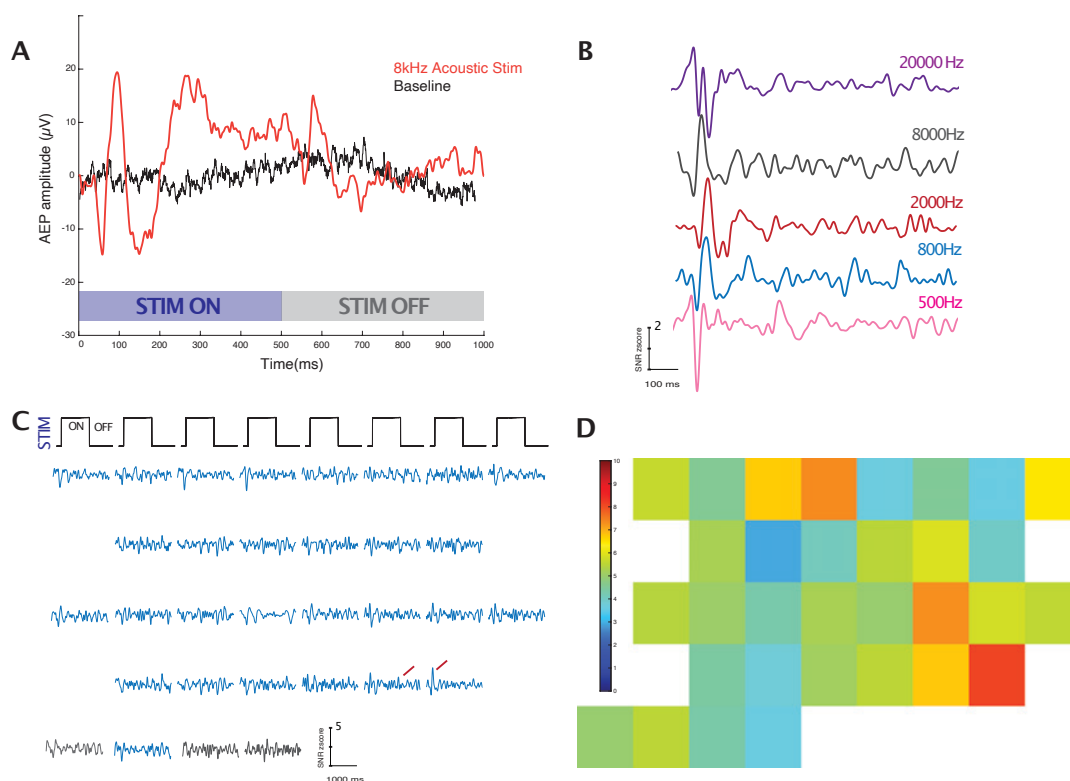 A
8kHz Acoustic Stim
Baseline
AEP amplitude (µV)
20
10
0
-10
-20
-30
STIM ON
STIM OFF
0 100 200 300 400 500 600 700 800 900 1000
Time(ms)
B
20000 Hz
8000Hz
2000Hz
800Hz
500Hz
2
SNR zscore
100 ms
C
STIM
ON
OFF
5
SNR zscore
1000 ms
D
10
9
8
7
6
5
4
3
2
1
0